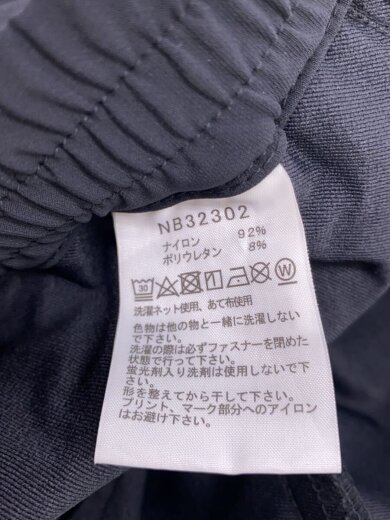 NB32302
ナイロン 92%
ポリウレタン 8%
30 W
洗濯ネット使用、あて布使用
色物は他の物と一緒に洗濯しない
で下さい。
洗濯の際は必ずファスナーを閉めた
状態で行って下さい。
蛍光剤入り洗剤は使用しないで下
さい。
形を整えてから干して下さい。
プリント、マーク部分へのアイロン
はお避け下さい。